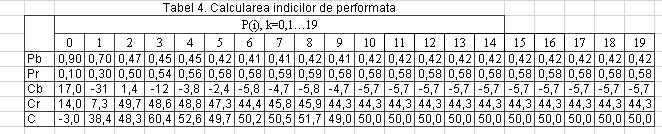 Tabel 4. Calcularea indicilor de performata
P(i), k=0,1…19
0 1 2 3 4 5 6 7 8 9 10 11 12 13 14 15 16 17 18 19
Pb 0,90 0,70 0,47 0,45 0,45 0,42 0,41 0,41 0,42 0,41 0,42 0,42 0,42 0,42 0,42 0,42 0,42 0,42 0,42 0,42
Pr 0,10 0,30 0,50 0,54 0,56 0,58 0,58 0,59 0,59 0,58 0,58 0,58 0,58 0,58 0,58 0,58 0,58 0,58 0,58 0,58
Cb 17,0 -31 1,4 -12 -3,8 -2,4 -5,8 -4,7 -5,8 -4,7 -5,7 -5,7 -5,7 -5,7 -5,7 -5,7 -5,7 -5,7 -5,7 -5,7
Cr 14,0 7,3 49,7 48,6 48,8 47,3 44,4 45,8 45,9 44,3 44,3 44,3 44,3 44,3 44,3 44,3 44,3 44,3 44,3 44,3
C -3,0 38,4 48,3 60,4 52,6 49,7 50,2 50,5 51,7 49,0 50,0 50,0 50,0 50,0 50,0 50,0 50,0 50,0 50,0 50,0